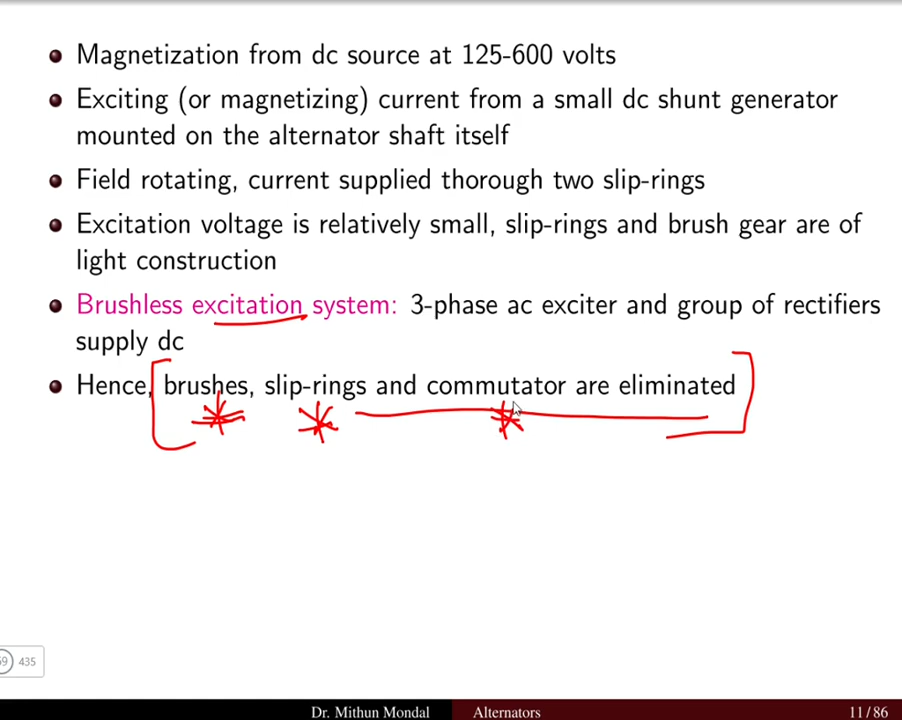 Magnetization from dc source at 125-600 volts
Exciting (or magnetizing) current from a small dc shunt generator
mounted on the alternator shaft itself
Field rotating, current supplied thorough two slip-rings
Excitation voltage is relatively small, slip-rings and brush gear are of
light construction
Brushless excitation system: 3-phase ac exciter and group of rectifiers
supply dc
Hence, brushes, slip-rings and commutator are eliminated
435
Dr. Mithun Mondal Alternators 11/86